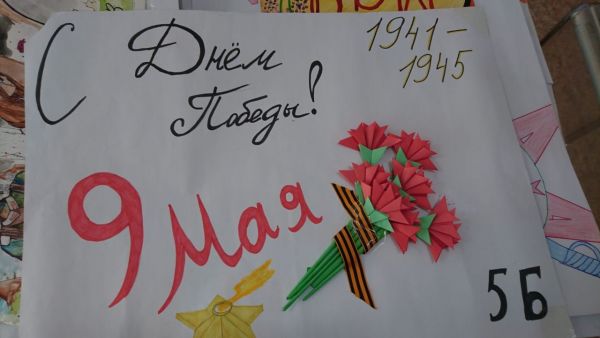 С Днём
Победы!
1941-
1945
9 Мая
5Б